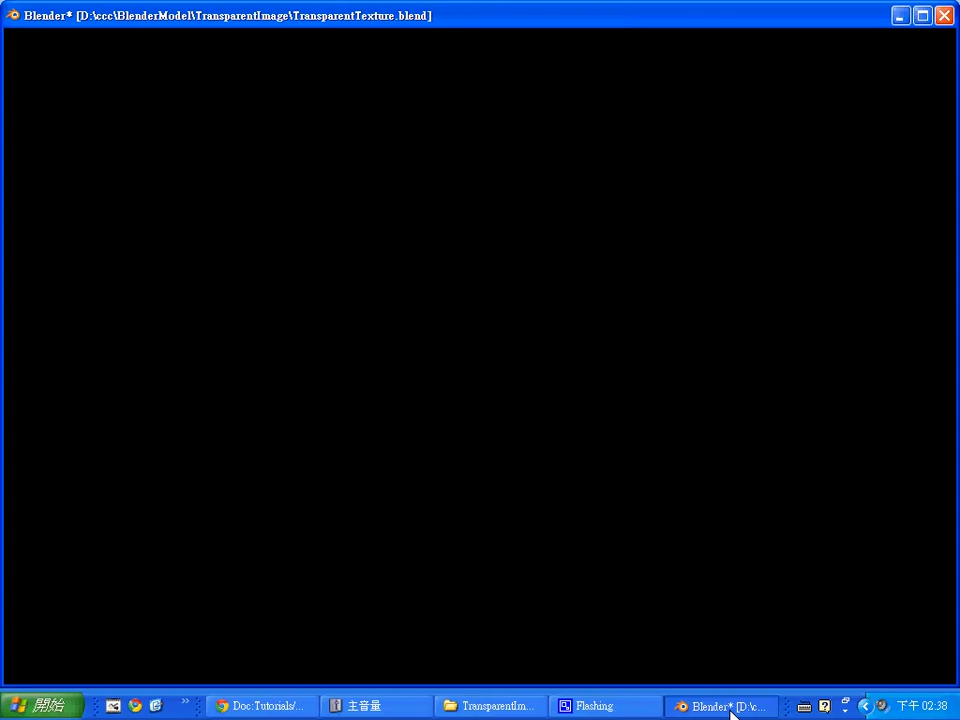 Blender* [D:\ccc\BlenderModel\TransparentImage\TransparentTexture.blend]
開始
Doc:Tutorials/...
主音量
TransparentIm...
Flashing
Blender* [D:\c...
下午 02:38